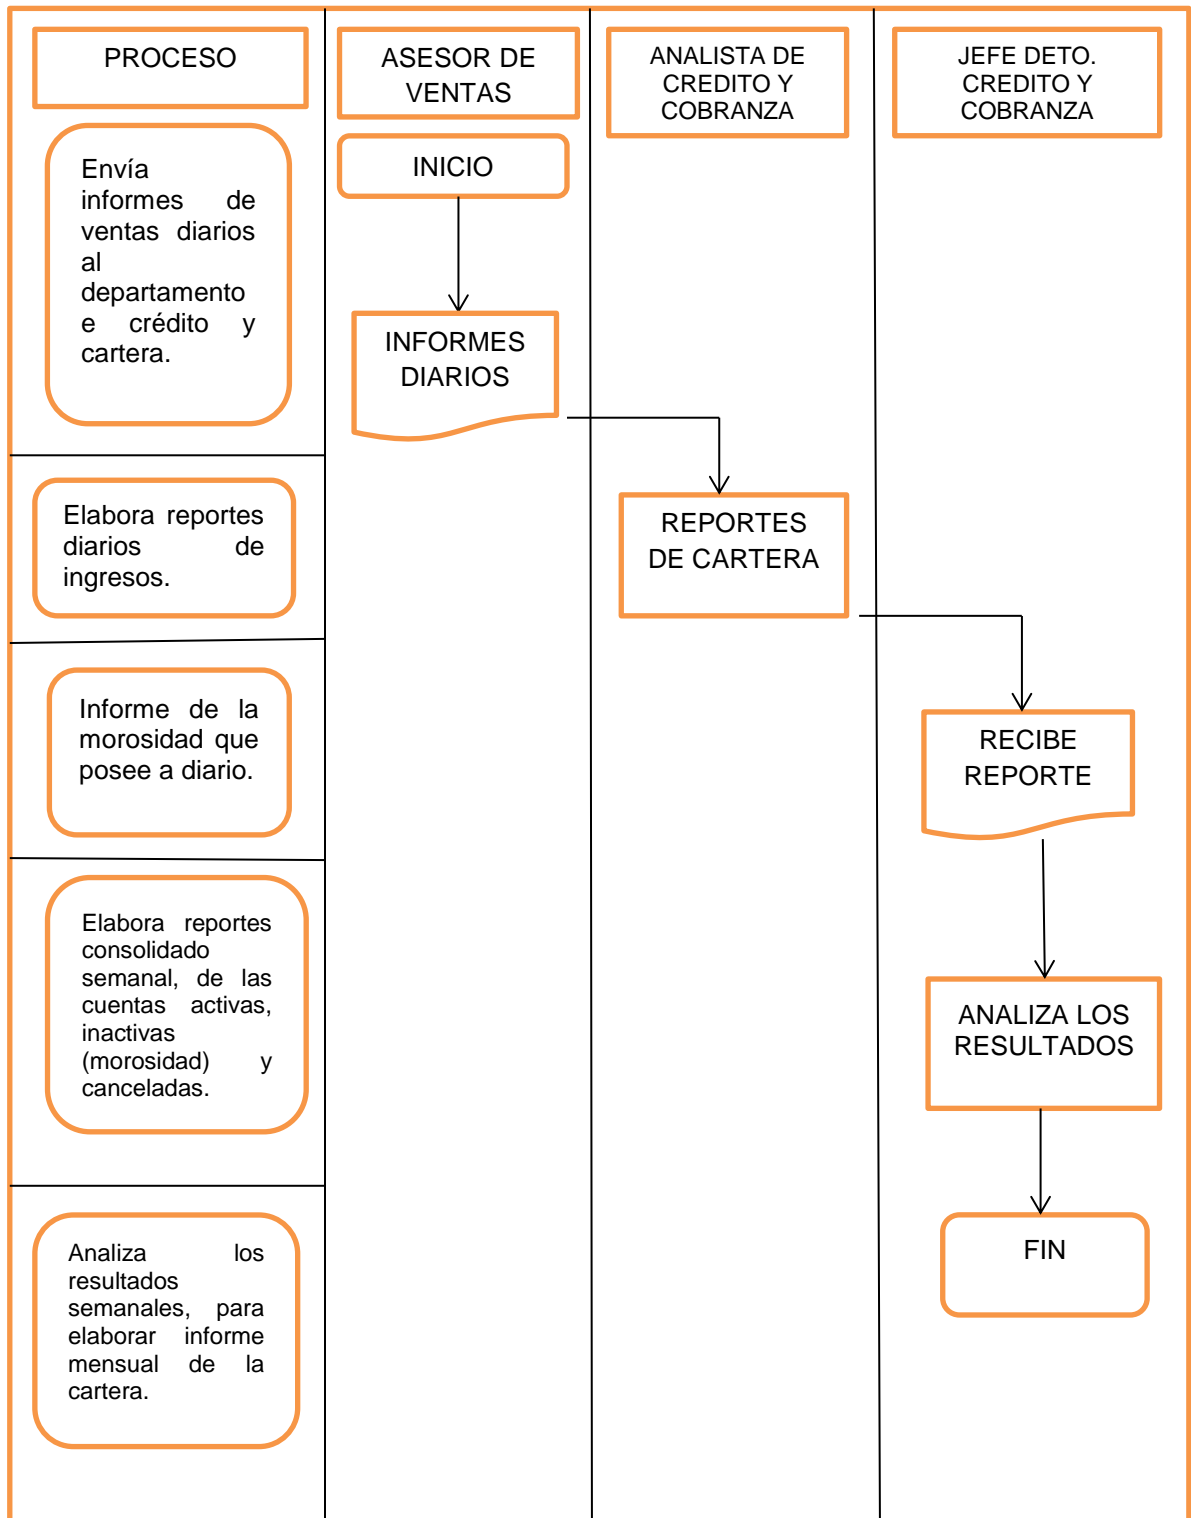 PROCESO
ASESOR DE
VENTAS
ANALISTA DE
CREDITO Y
COBRANZA
JEFE DETO.
CREDITO Y
COBRANZA
Envía
informes de
ventas diarios
al
departamento
e crédito y
cartera.
INICIO
INFORMES
DIARIOS
Elabora reportes
diarios de
ingresos.
REPORTES
DE CARTERA
Informe de la
morosidad que
posee a diario.
RECIBE
REPORTE
Elabora reportes
consolidado
semanal, de las
cuentas activas,
inactivas
(morosidad) y
canceladas.
ANALIZA LOS
RESULTADOS
Analiza los
resultados
semanales, para
elaborar informe
mensual de la
cartera.
FIN